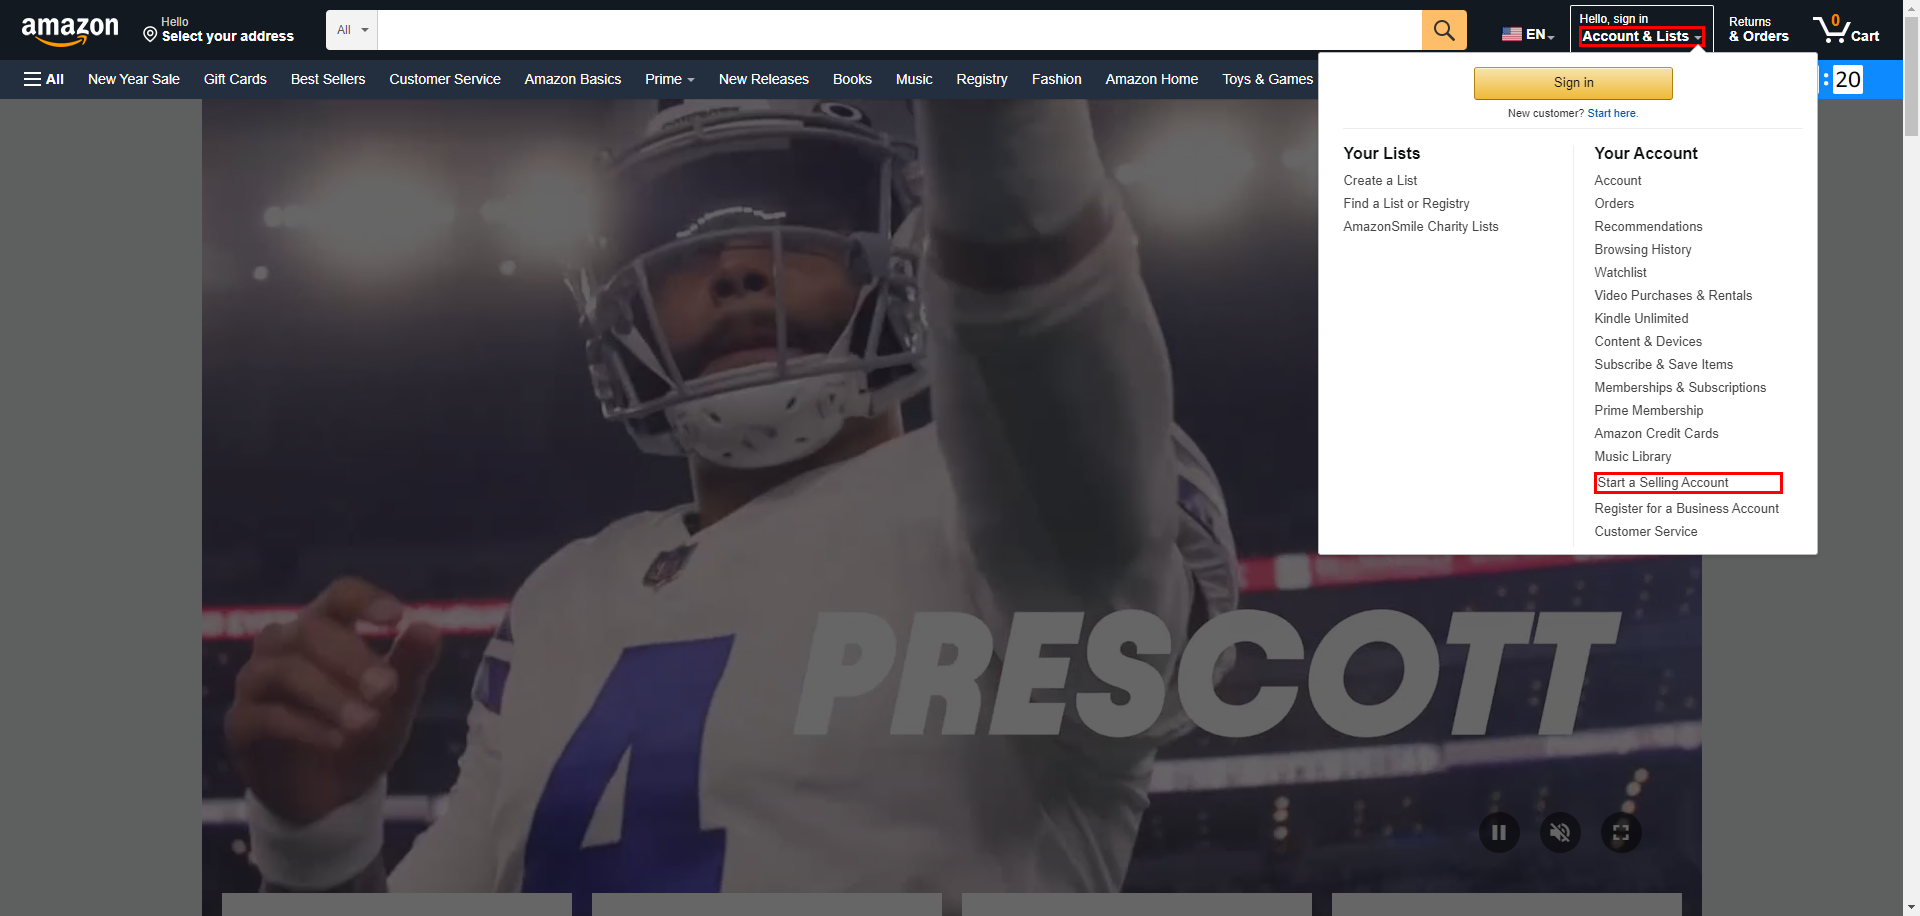 amazon
Hello
Select your address
All
EN
Hello, sign in
Account & Lists
Returns
& Orders
0
Cart
All
New Year Sale
Gift Cards
Best Sellers
Customer Service
Amazon Basics
Prime
New Releases
Books
Music
Registry
Fashion
Amazon Home
Toys & Games
: 20
Sign in
New customer? Start here.
Your Lists
Create a List
Find a List or Registry
AmazonSmile Charity Lists
Your Account
Account
Orders
Recommendations
Browsing History
Watchlist
Video Purchases & Rentals
Kindle Unlimited
Content & Devices
Subscribe & Save Items
Memberships & Subscriptions
Prime Membership
Amazon Credit Cards
Music Library
Start a Selling Account
Register for a Business Account
Customer Service
PRESCOTT
4